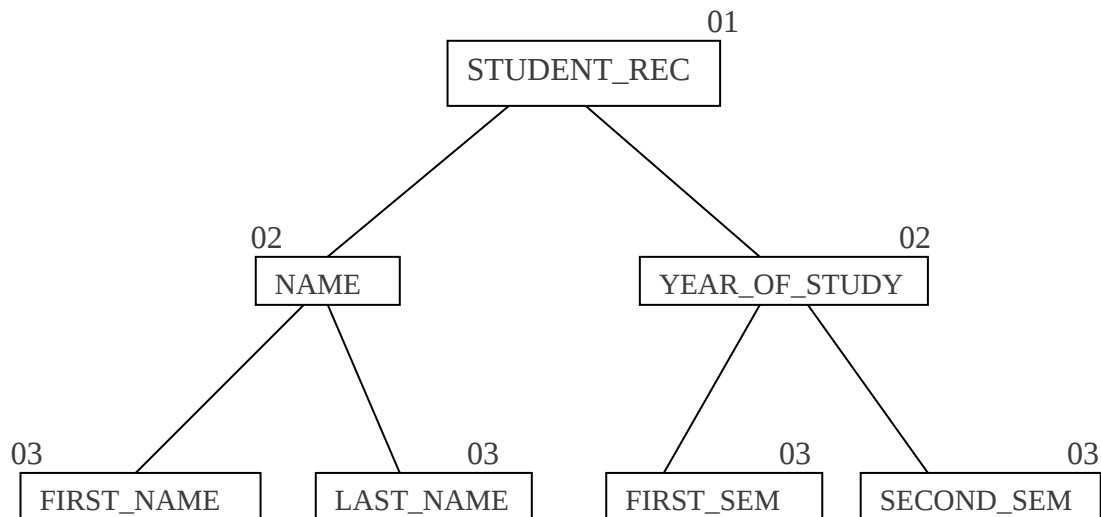 01
STUDENT_REC
02 02
NAME YEAR_OF_STUDY
03 03 03 03
FIRST_NAME LAST_NAME FIRST_SEM SECOND_SEM